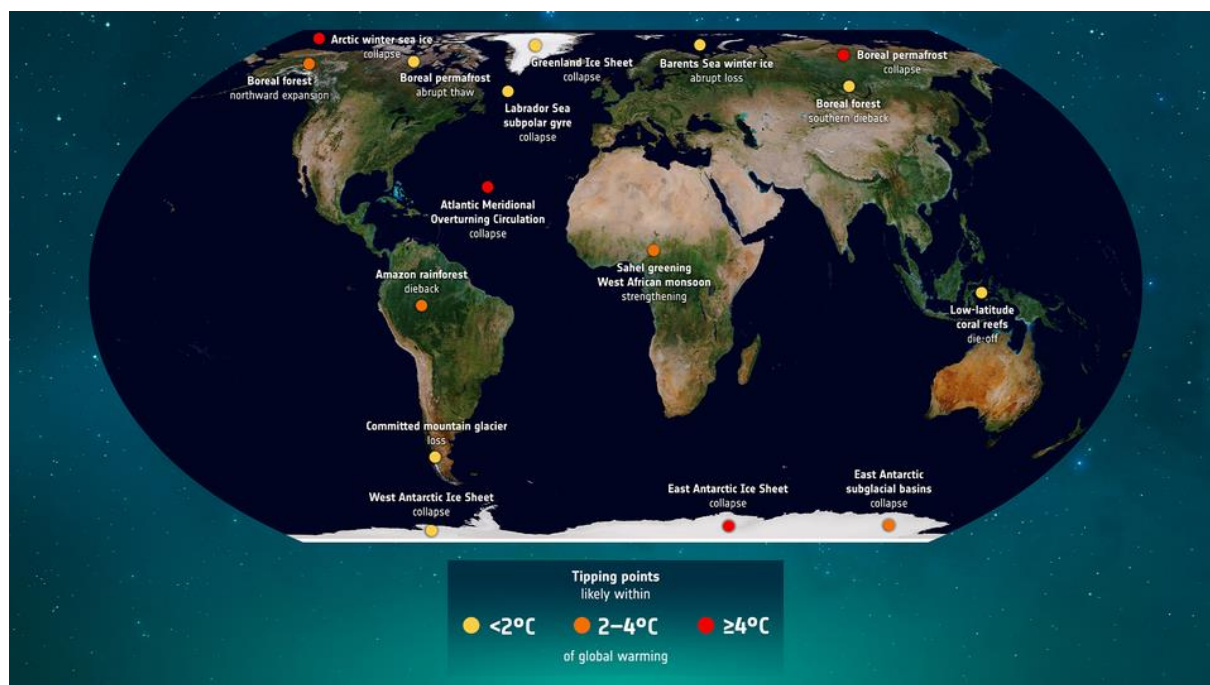 Arctic winter sea ice
collapse
Boreal forest
northward expansion
Boreal permafrost
abrupt thaw
Greenland Ice Sheet
collapse
Labrador Sea
subpolar gyre
collapse
Barents Sea winter ice
abrupt loss
Boreal permafrost
collapse
Boreal forest
southern dieback
Atlantic Meridional
Overturning Circulation
collapse
Amazon rainforest
dieback
Sahel greening
West African monsoon
strengthening
Low-latitude
coral reefs
die-off
Committed mountain glacier
loss
West Antarctic Ice Sheet
collapse
East Antarctic Ice Sheet
collapse
East Antarctic
subglacial basins
collapse
Tipping points
likely within
<2°C 2–4°C ≥4°C
of global warming